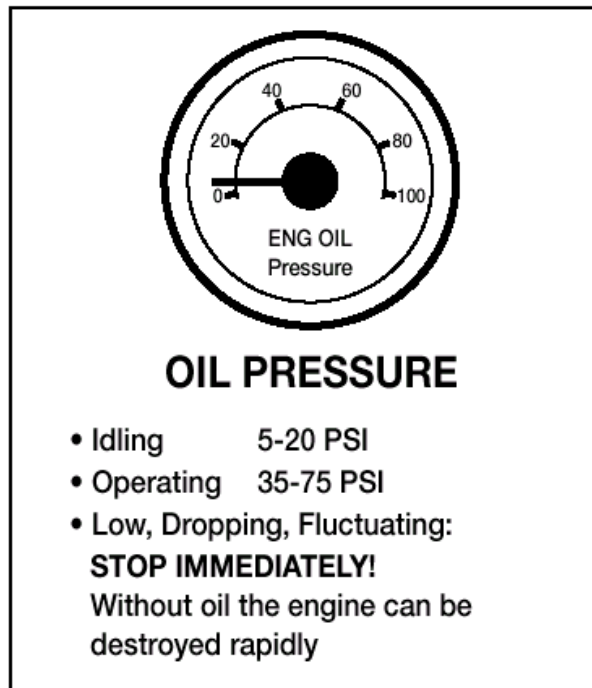 40 60
20 80
0 100
ENG OIL
Pressure
OIL PRESSURE
• Idling 5-20 PSI
• Operating 35-75 PSI
• Low, Dropping, Fluctuating:
STOP IMMEDIATELY!
Without oil the engine can be
destroyed rapidly